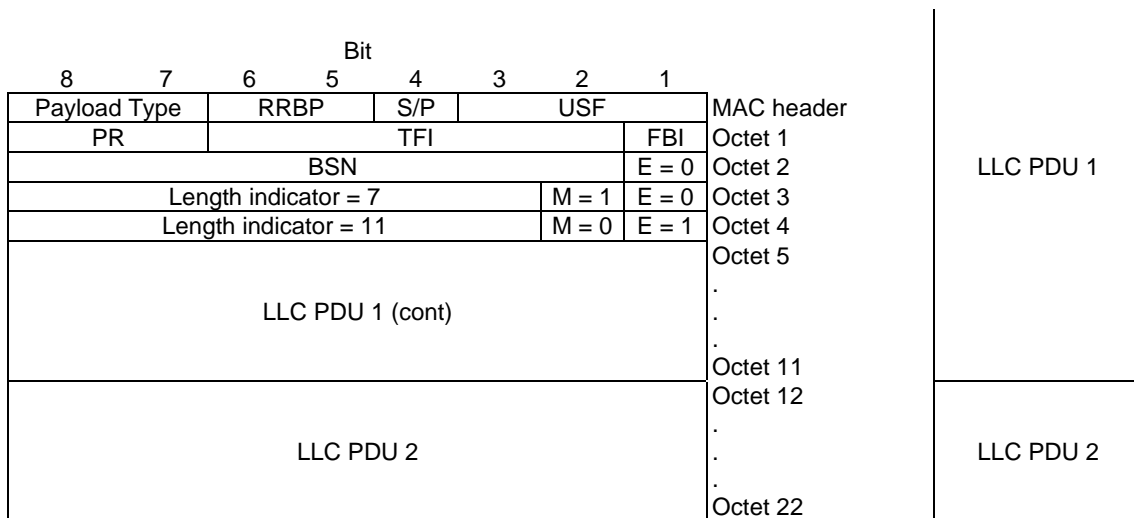 Bit
8 7 6 5 4 3 2 1
Payload Type RRBP S/P USF MAC header
PR TFI FBI Octet 1
BSN E = 0 Octet 2 LLC PDU 1
Length indicator = 7 M = 1 E = 0 Octet 3
Length indicator = 11 M = 0 E = 1 Octet 4
Octet 5
.
LLC PDU 1 (cont) .
.
Octet 11
Octet 12
.
LLC PDU 2 . LLC PDU 2
.
Octet 22